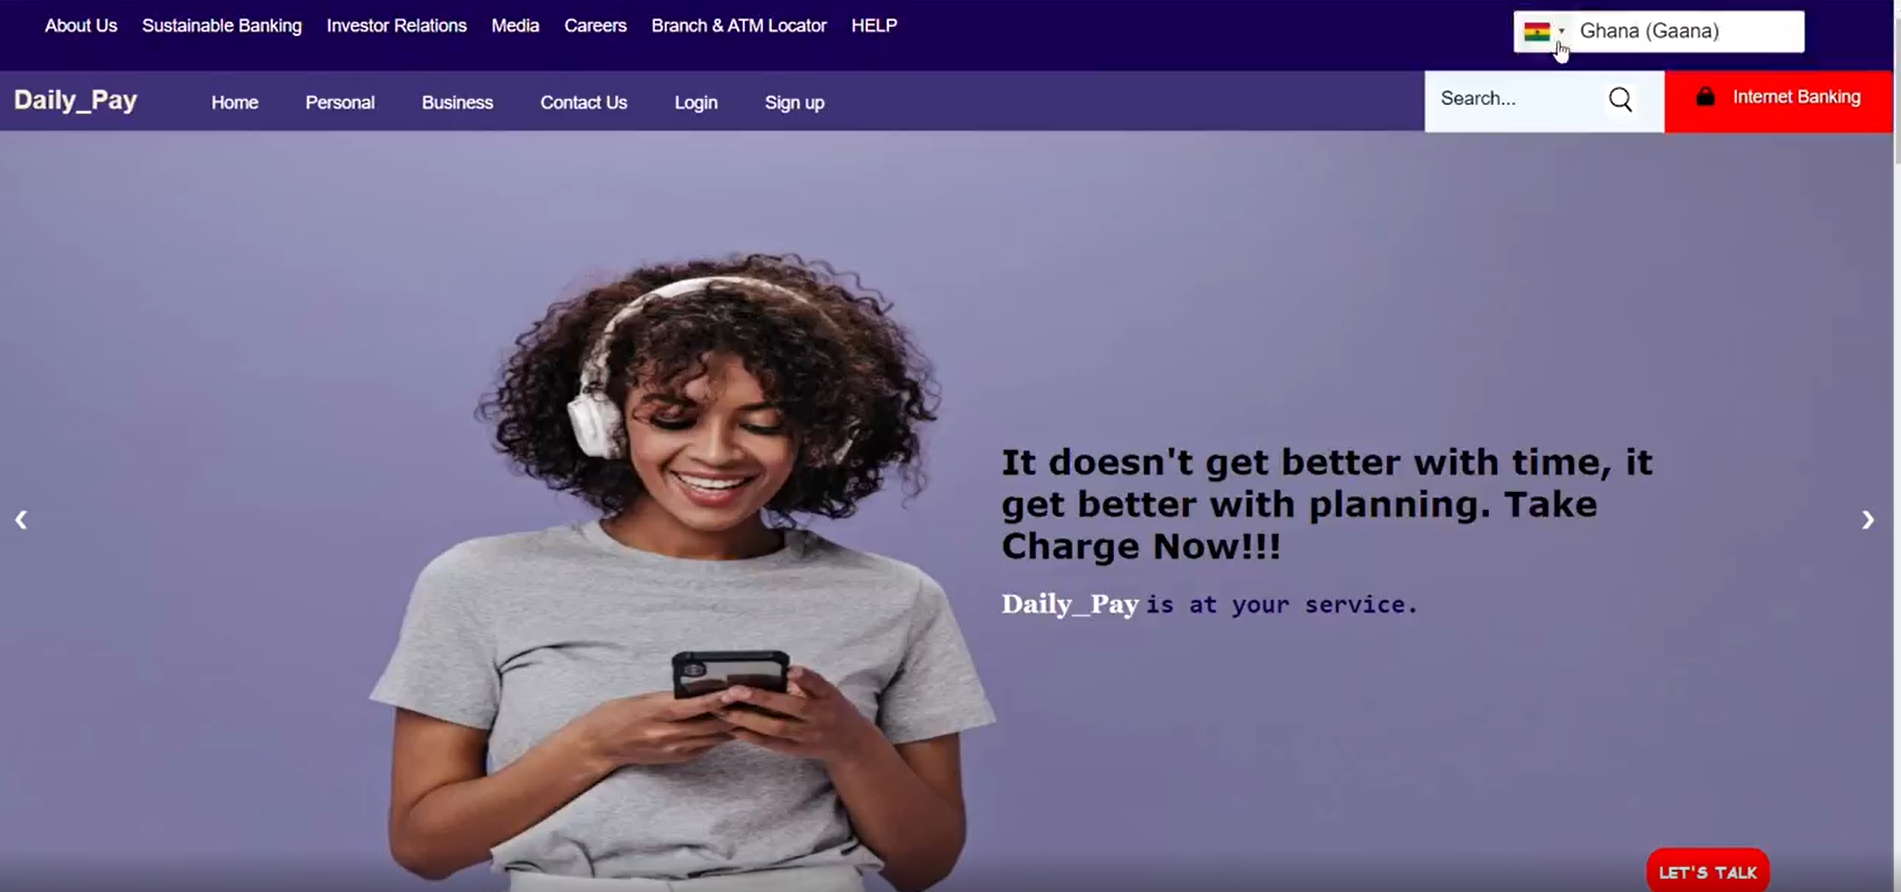 About Us Sustainable Banking Investor Relations Media Careers Branch & ATM Locator HELP
Ghana (Gaana)
Daily_Pay Home Personal Business Contact Us Login Sign up
Search...
Internet Banking
It doesn't get better with time, it
get better with planning. Take
Charge Now!!!
Daily_Pay is at your service.
LET'S TALK